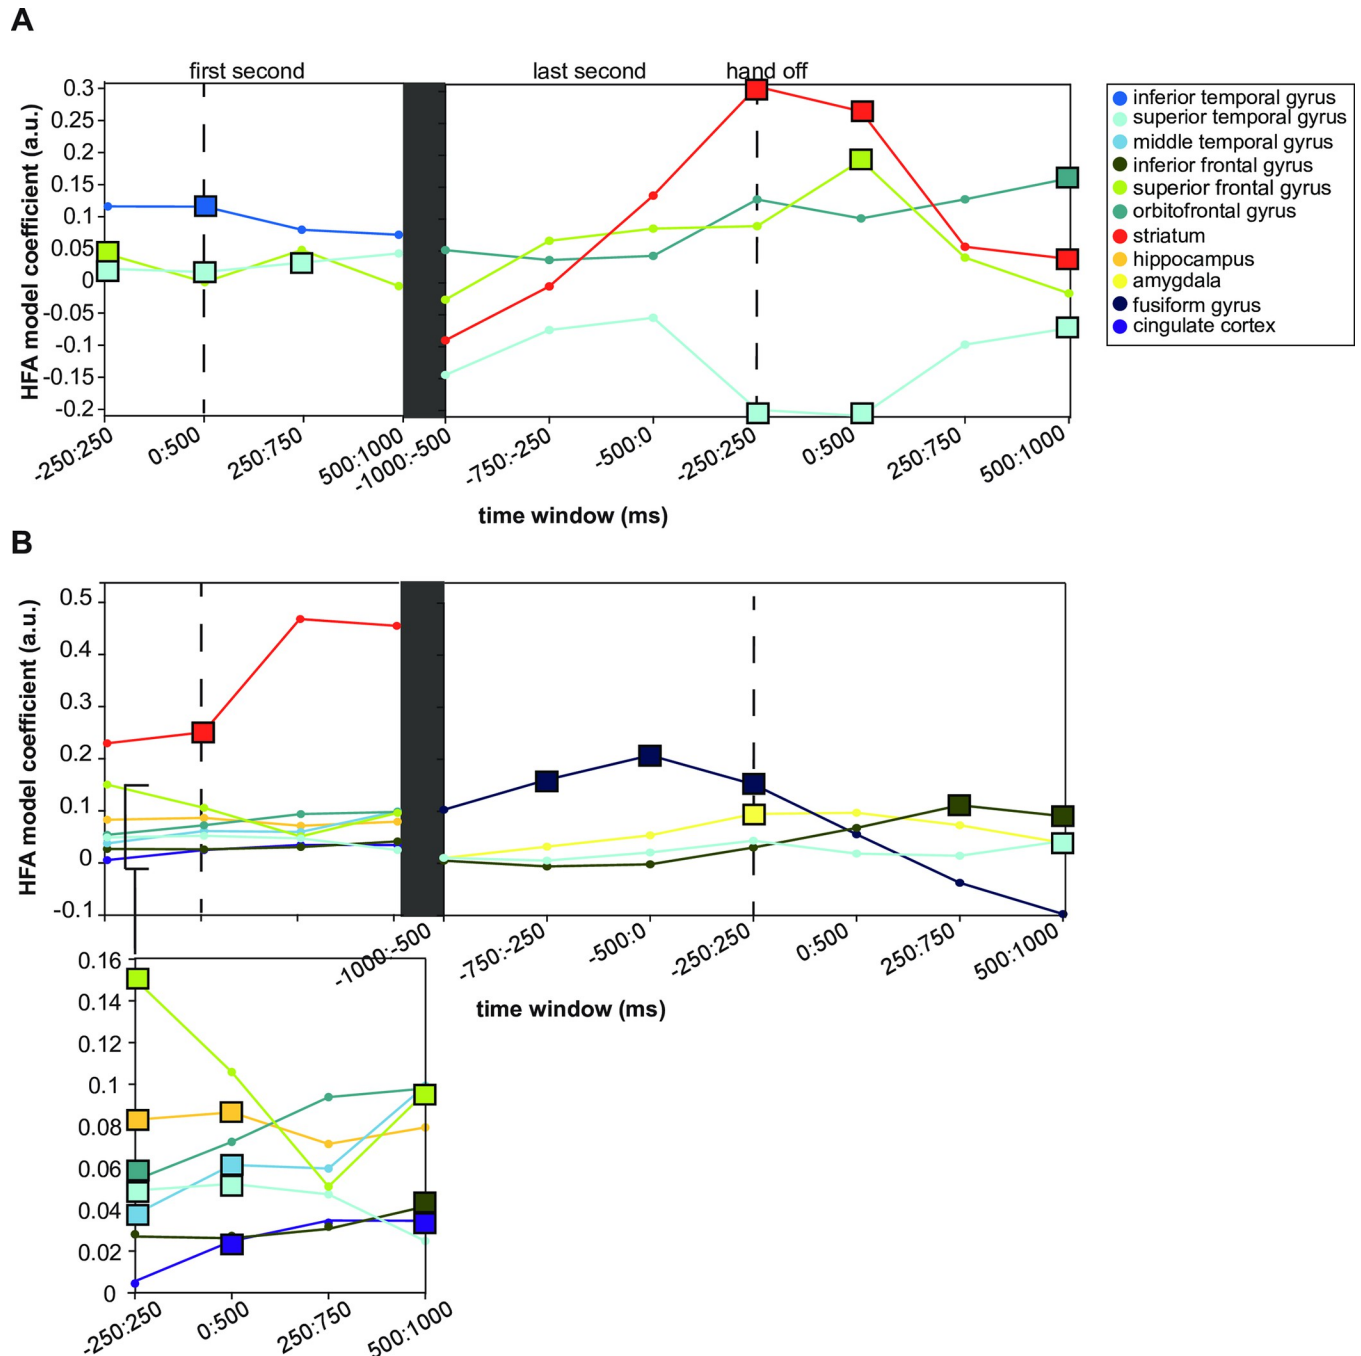 A
first second
last second
hand off
HFA model coefficient (a.u.)
0.3
0.25
0.2
0.15
0.1
0.05
0
-0.05
-0.1
-0.15
-0.2
-250:250
0:500
250:750
500:1000
-1000:-500
-750:-250
-500:0
-250:250
0:500
250:750
500:1000
time window (ms)
inferior temporal gyrus
superior temporal gyrus
middle temporal gyrus
inferior frontal gyrus
superior frontal gyrus
orbitofrontal gyrus
striatum
hippocampus
amygdala
fusiform gyrus
cingulate cortex
B
HFA model coefficient (a.u.)
0.5
0.4
0.3
0.2
0.1
0
-0.1
-1000:-500
-750:-250
-500:0
-250:250
0:500
250:750
500:1000
time window (ms)
0.16
0.14
0.12
0.1
0.08
0.06
0.04
0.02
0
-250:250
0:500
250:750
500:1000